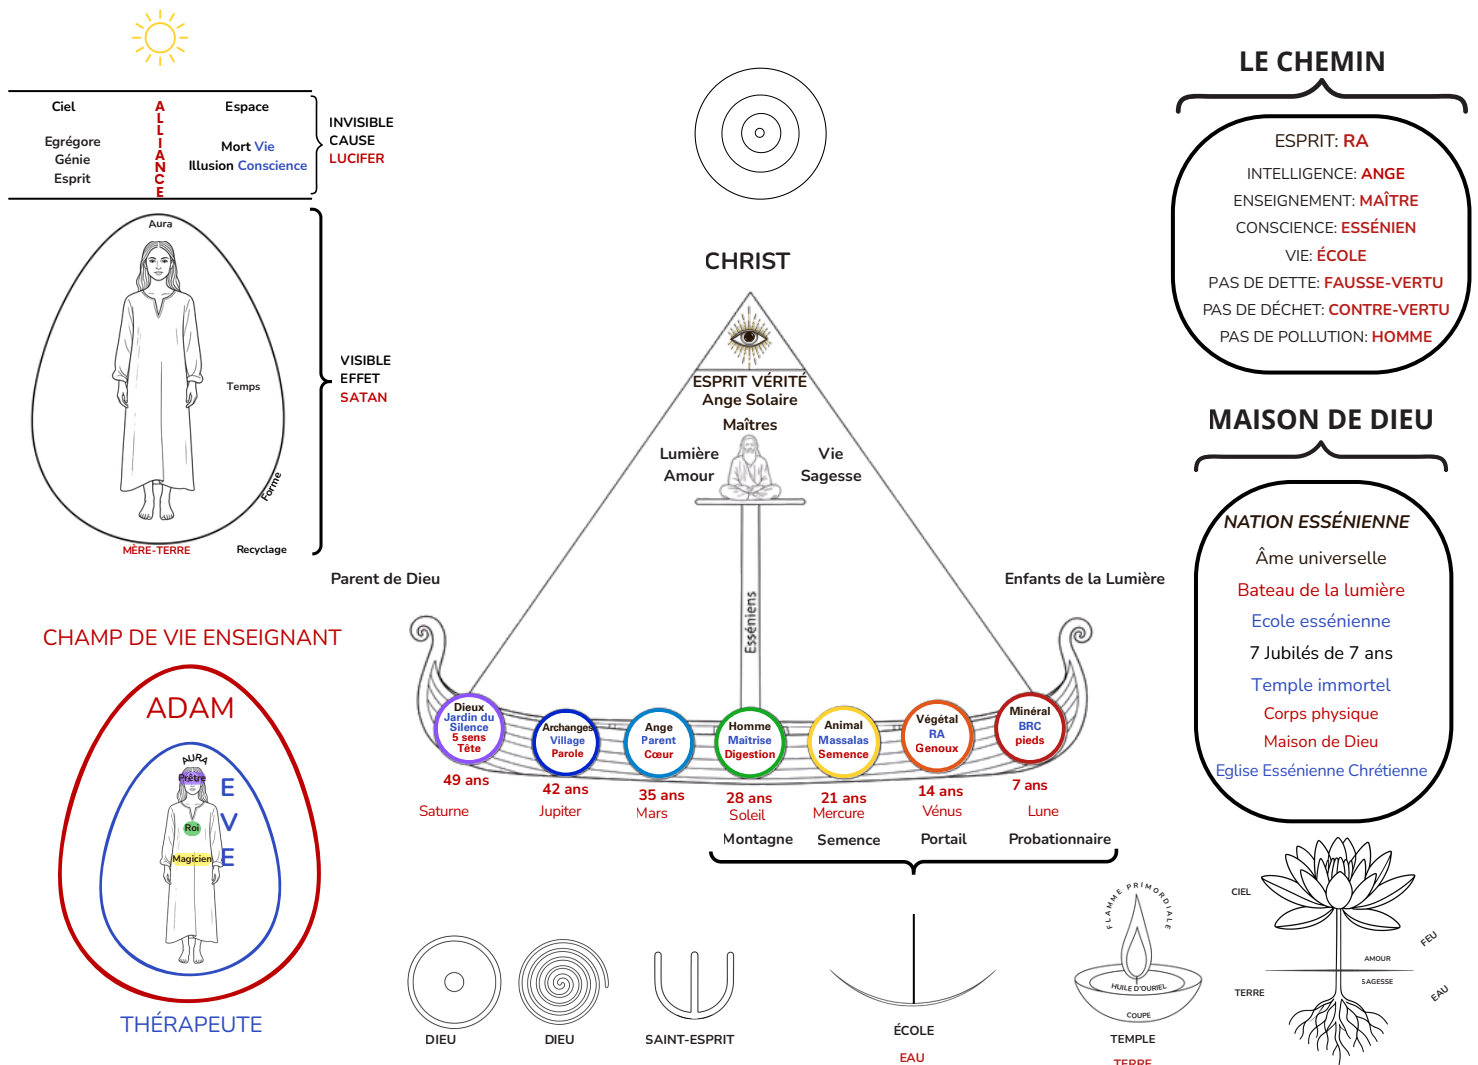 Ciel
ALLIANCE
Espace
Egrégore
Génie
Esprit
Mort Vie
Illusion Conscience
INVISIBLE
CAUSE
LUCIFER
Aura
Temps
Forme
MÈRE-TERRE
Recyclage
VISIBLE
EFFET
SATAN
CHAMP DE VIE ENSEIGNANT
ADAM
AURA
Prêtre
Roi
Magicien
EVE
THÉRAPEUTE
CHRIST
ESPRIT VÉRITÉ
Ange Solaire
Maîtres
Lumière
Amour
Vie
Sagesse
Esséniens
Parent de Dieu
Enfants de la Lumière
Dieux
Jardin du
Silence
5 sens
Tête
Archanges
Village
Parole
Ange
Parent
Cœur
Homme
Maitrise
Digestion
Animal
Massalas
Semence
Végétal
RA
Genoux
Minéral
BRC
pieds
49 ans
42 ans
35 ans
28 ans
21 ans
14 ans
7 ans
Saturne
Jupiter
Mars
Soleil
Mercure
Vénus
Lune
Montagne
Semence
Portail
Probationnaire
DIEU
DIEU
SAINT-ESPRIT
ÉCOLE
EAU
FLAMME PRIMORDIALE
HUILE D'OURIEL
COUPE
TEMPLE
TERRE
LE CHEMIN
ESPRIT: RA
INTELLIGENCE: ANGE
ENSEIGNEMENT: MAÎTRE
CONSCIENCE: ESSÉNIEN
VIE: ÉCOLE
PAS DE DETTE: FAUSSE-VERTU
PAS DE DÉCHET: CONTRE-VERTU
PAS DE POLLUTION: HOMME
MAISON DE DIEU
NATION ESSÉNIENNE
Âme universelle
Bateau de la lumière
Ecole essénienne
7 Jubilés de 7 ans
Temple immortel
Corps physique
Maison de Dieu
Eglise Essénienne Chrétienne
CIEL
FEU
AMOUR
SAGESSE
TERRE
EAU